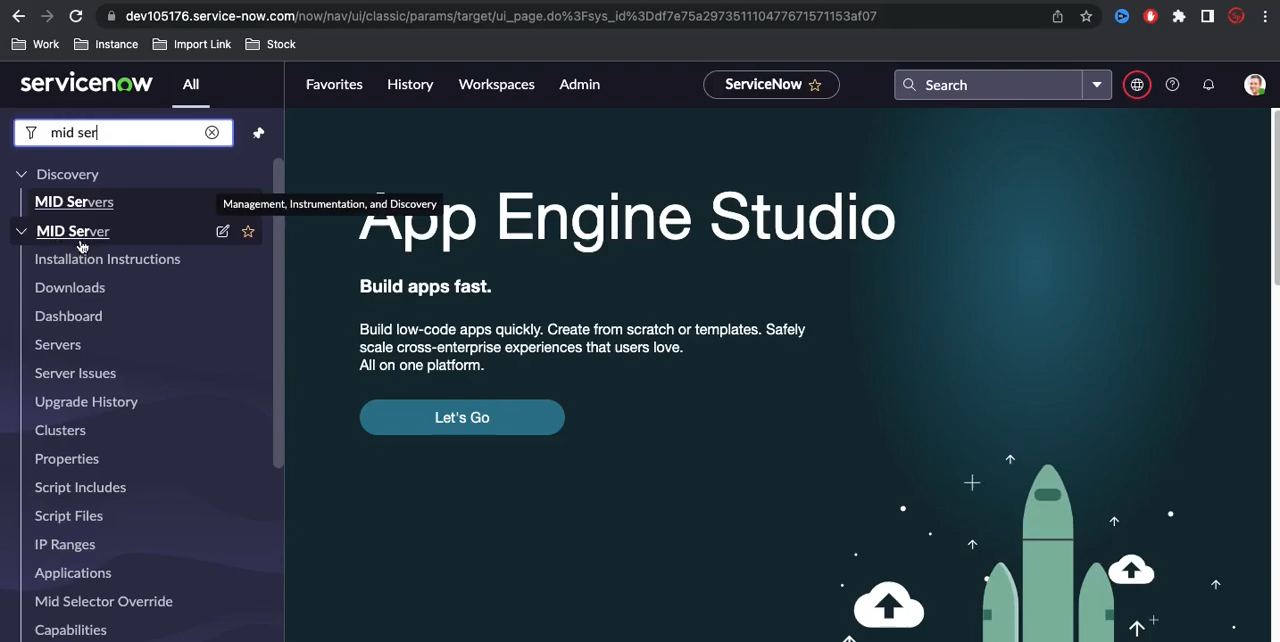 dev105176.service-now.com/now/nav/ui/classic/params/target/ui_page.do%3Fsys_id%3Ddf7e75a297351110477671571153af07
Work Instance Import Link Stock
servicenow All Favorites History Workspaces Admin ServiceNow Search
mid ser
Discovery
MID Servers
Management, Instrumentation, and Discovery
MID Server
Installation Instructions
Downloads
Dashboard
Servers
Server Issues
Upgrade History
Clusters
Properties
Script Includes
Script Files
IP Ranges
Applications
Mid Selector Override
Capabilities
App Engine Studio
Build apps fast.
Build low-code apps quickly. Create from scratch or templates. Safely
scale cross-enterprise experiences that users love.
All on one platform.
Let's Go